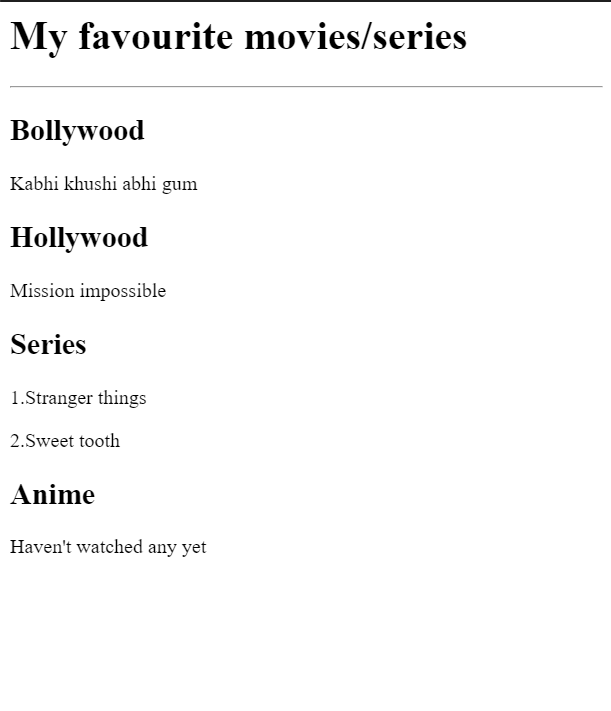 My favourite movies/series
Bollywood
Kabhi khushi abhi gum
Hollywood
Mission impossible
Series
1.Stranger things
2.Sweet tooth
Anime
Haven't watched any yet